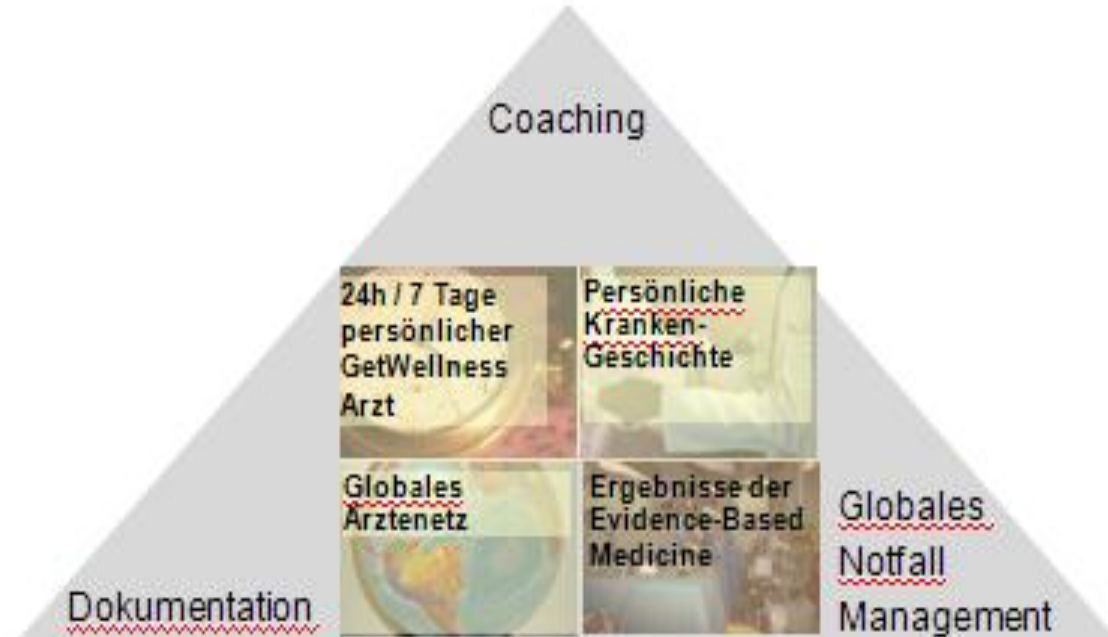 Coaching
24h / 7 Tage
persönlicher
GetWellness
Arzt
Persönliche
Kranken-
Geschichte
Globales
Ärztenetz
Ergebnisse der
Evidence-Based
Medicine
Dokumentation
Globales
Notfall
Management